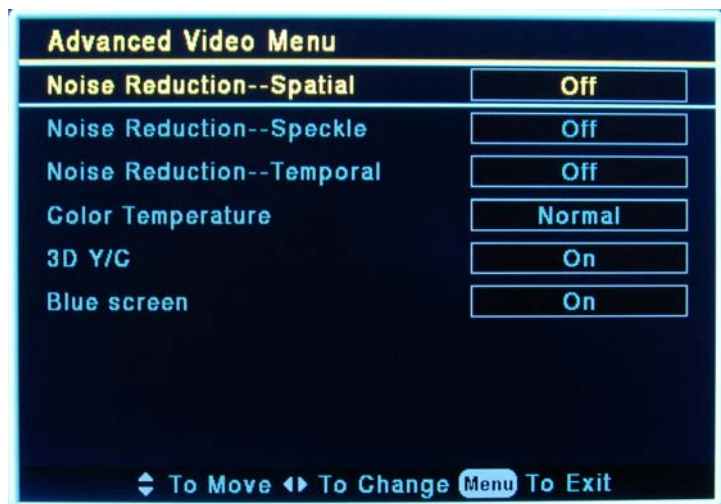 Advanced Video Menu
Noise Reduction--Spatial Off
Noise Reduction--Speckle Off
Noise Reduction--Temporal Off
Color Temperature Normal
3D Y/C On
Blue screen On
To Move To Change Menu To Exit